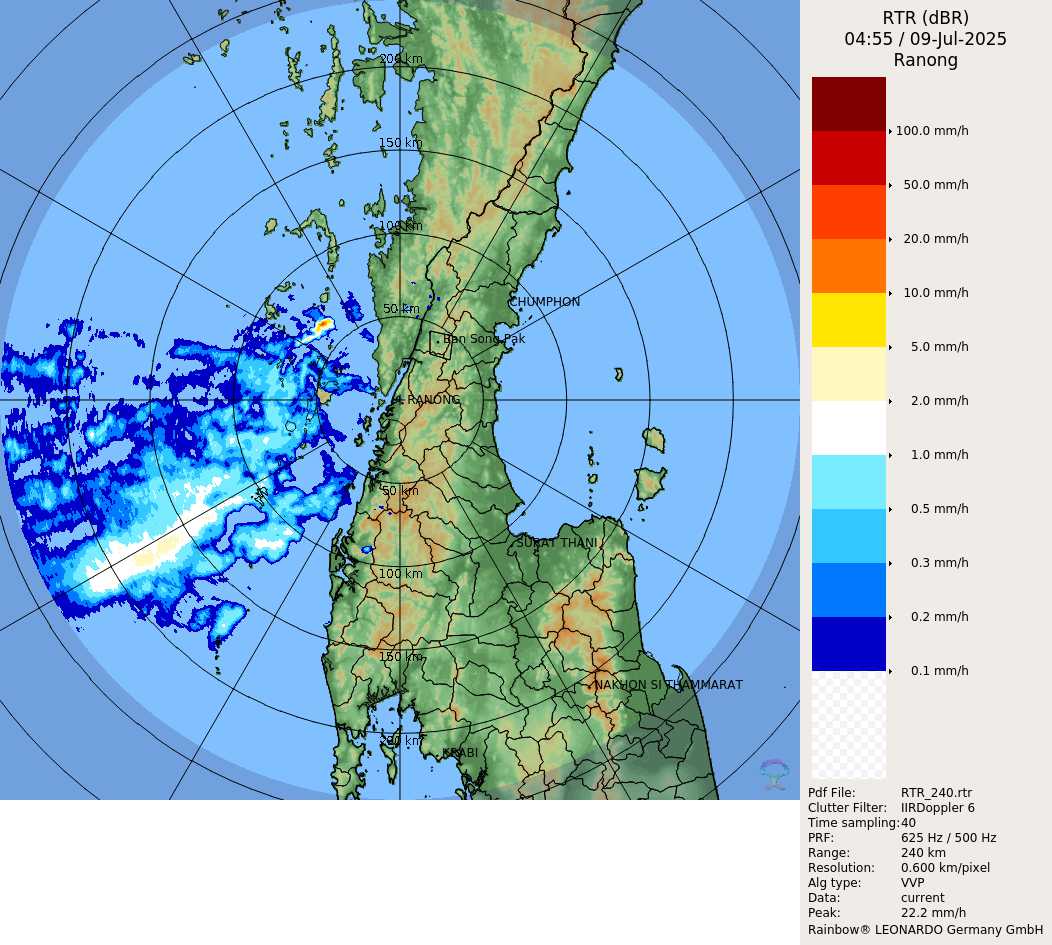 RTR (dBR)
04:55 / 09-Jul-2025
Ranong
100.0 mm/h
50.0 mm/h
20.0 mm/h
10.0 mm/h
5.0 mm/h
2.0 mm/h
1.0 mm/h
0.5 mm/h
0.3 mm/h
0.2 mm/h
0.1 mm/h
Pdf File: RTR_240.rtr
Clutter Filter: IIRDoppler 6
Time sampling: 40
PRF: 625 Hz / 500 Hz
Range: 240 km
Resolution: 0.600 km/pixel
Alg type: VVP
Data: current
Peak: 22.2 mm/h
Rainbow® LEONARDO Germany GmbH
200 km
150 km
100 km
50 km
CHUMPHON
Ban Song Pak
RANONG
50 km
SURAT THANI
100 km
150 km
NAKHON SI THAMMARAT
200 km
KRABI